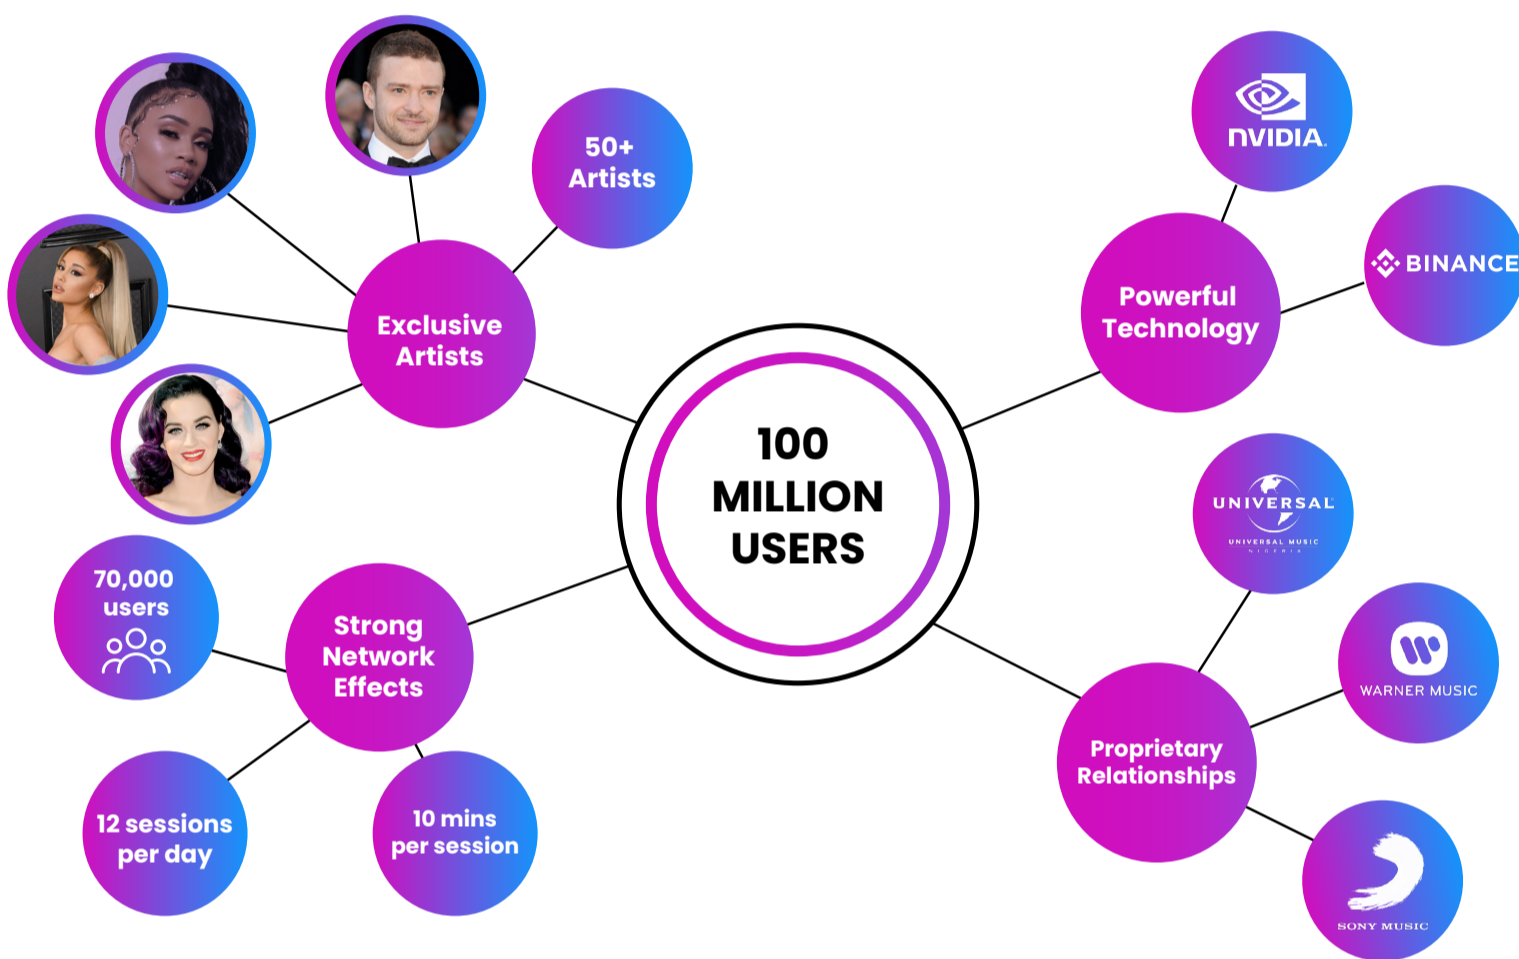 50+
Artists
Exclusive
Artists
100
MILLION
USERS
70,000
users
Strong
Network
Effects
12 sessions
per day
10 mins
per session
NVIDIA.
BINANCE
Powerful
Technology
UNIVERSAL
UNIVERSAL MUSIC
NIGERIA
WARNER MUSIC
Proprietary
Relationships
SONY MUSIC